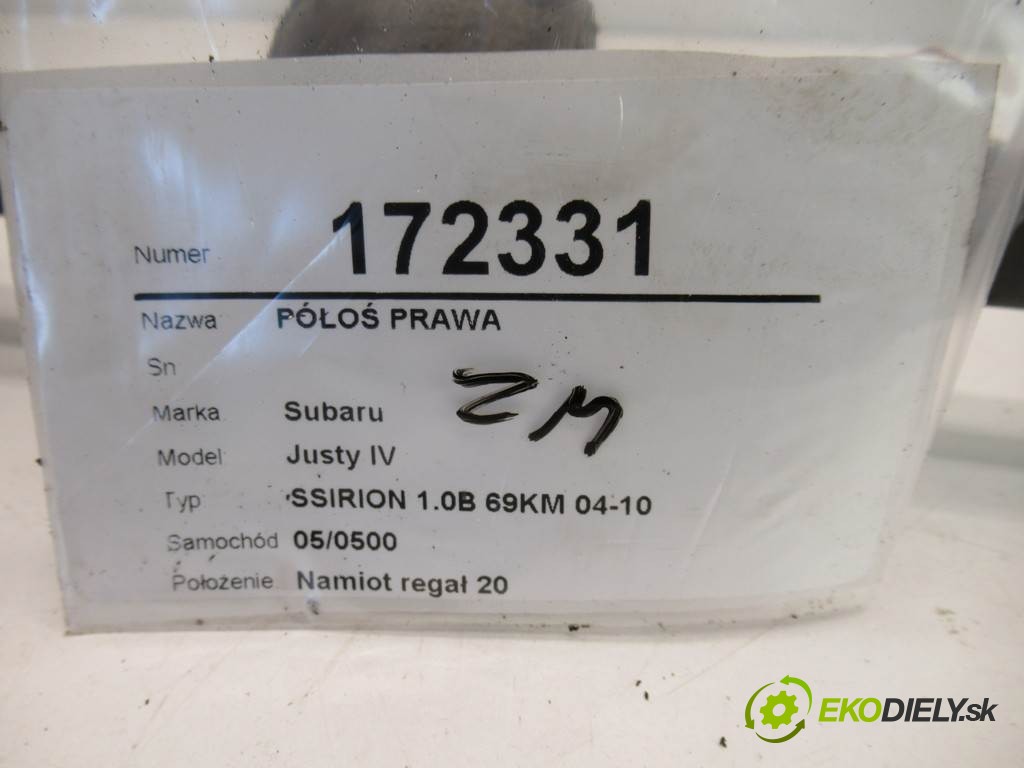 Numer 172331
Nazwa PÓŁOŚ PRAWA
Sn
ZM
Marka Subaru
Model Justy IV
Typ SSIRION 1.0B 69KM 04-10
Samochód 05/0500
Położenie Namiot regał 20
EKODIELY.sk